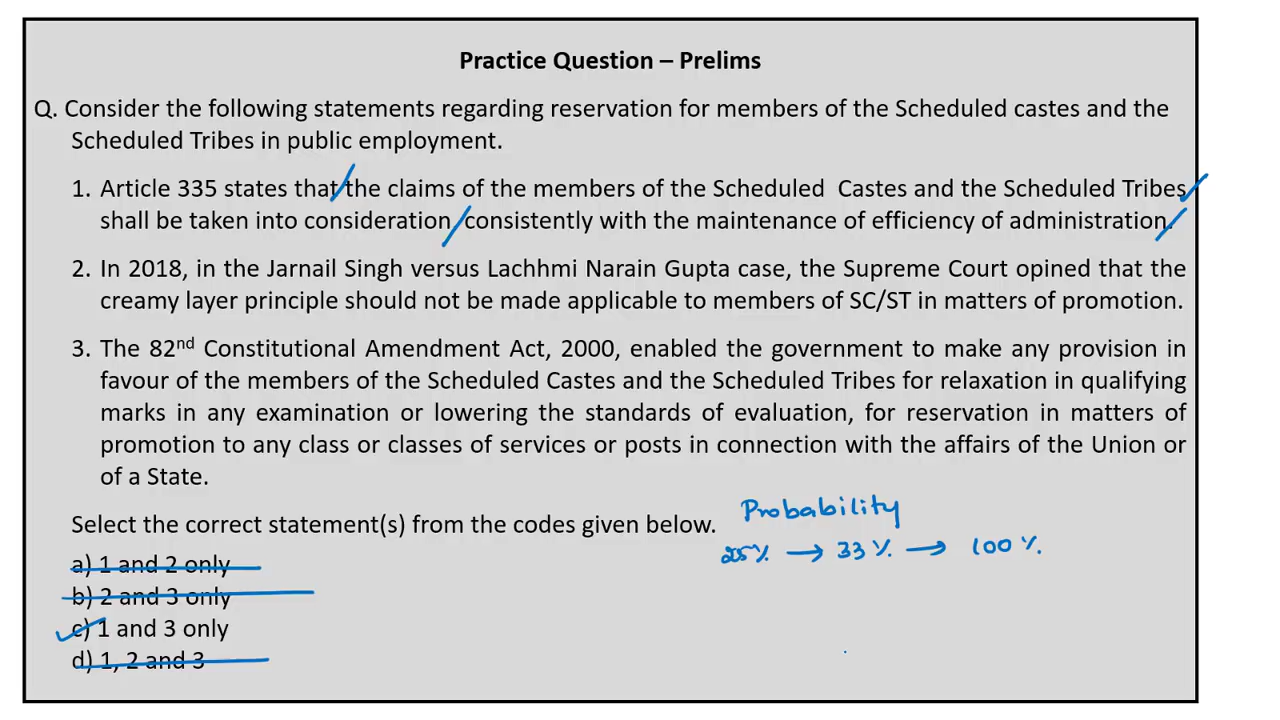 Practice Question – Prelims
Q. Consider the following statements regarding reservation for members of the Scheduled castes and the
Scheduled Tribes in public employment.
1. Article 335 states that the claims of the members of the Scheduled Castes and the Scheduled Tribes
shall be taken into consideration, consistently with the maintenance of efficiency of administration.
2. In 2018, in the Jarnail Singh versus Lachhmi Narain Gupta case, the Supreme Court opined that the
creamy layer principle should not be made applicable to members of SC/ST in matters of promotion.
3. The 82nd Constitutional Amendment Act, 2000, enabled the government to make any provision in
favour of the members of the Scheduled Castes and the Scheduled Tribes for relaxation in qualifying
marks in any examination or lowering the standards of evaluation, for reservation in matters of
promotion to any class or classes of services or posts in connection with the affairs of the Union or
of a State.
Select the correct statement(s) from the codes given below.
Probability
25% → 33% → 100%
a) 1 and 2 only
b) 2 and 3 only
c) 1 and 3 only
d) 1, 2 and 3